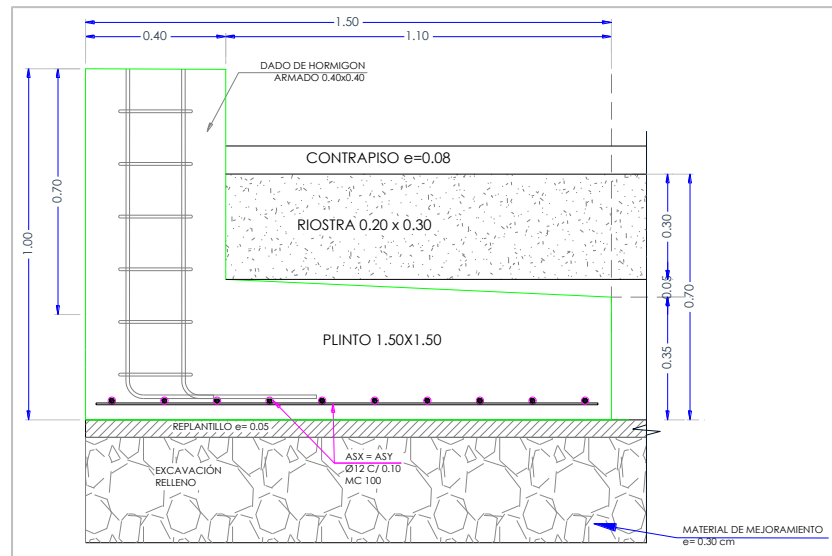 1.50
0.40
1.10
DADO DE HORMIGON
ARMADO 0.40x0.40
CONTRAPISO e=0.08
0.70
1.00
RIOSTRA 0.20 x 0.30
0.30
0.05
0.70
0.35
PLINTO 1.50X1.50
REPLANTILLO e= 0.05
ASX = ASY
Ø12 C/ 0.10
MC 100
EXCAVACIÓN
RELLENO
MATERIAL DE MEJORAMIENTO
e= 0.30 cm